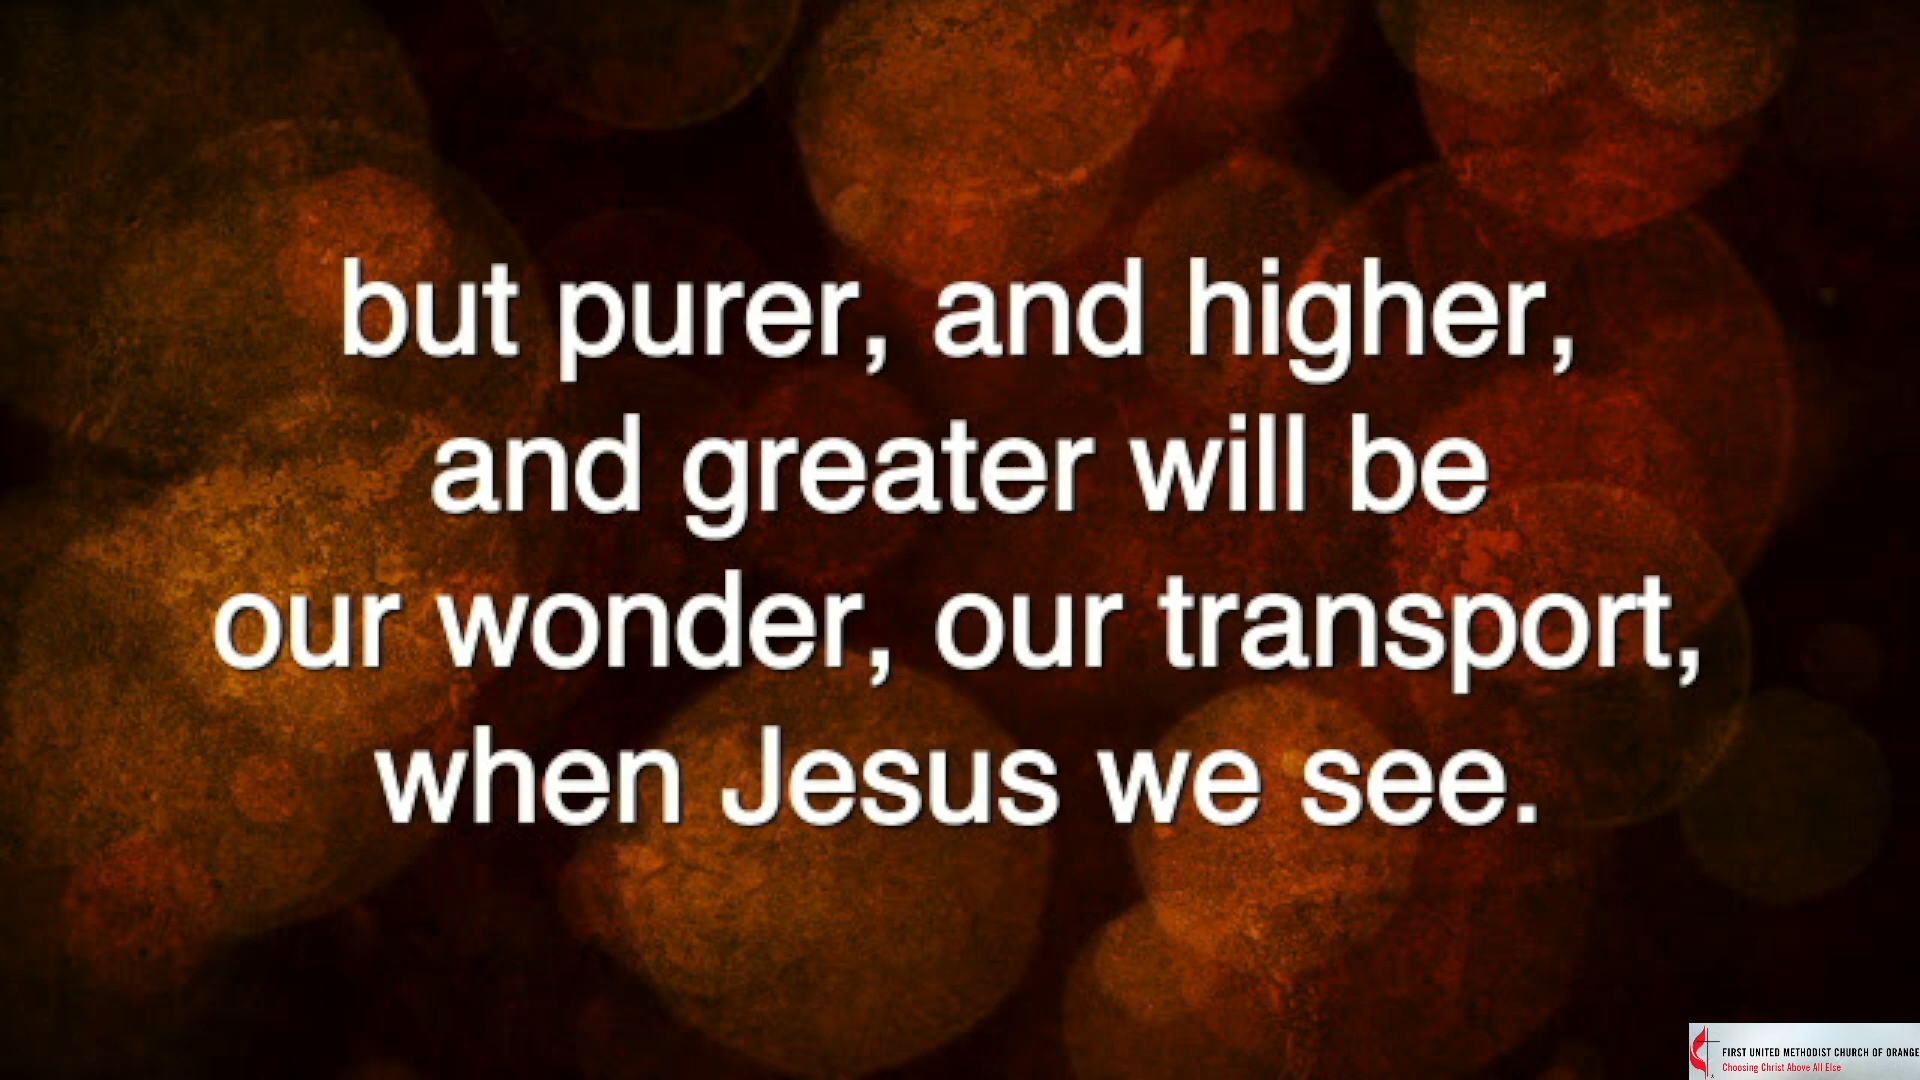 but purer, and higher,
and greater will be
our wonder, our transport,
when Jesus we see.
FIRST UNITED METHODIST CHURCH OF ORANGE
Choosing Christ Above All Else